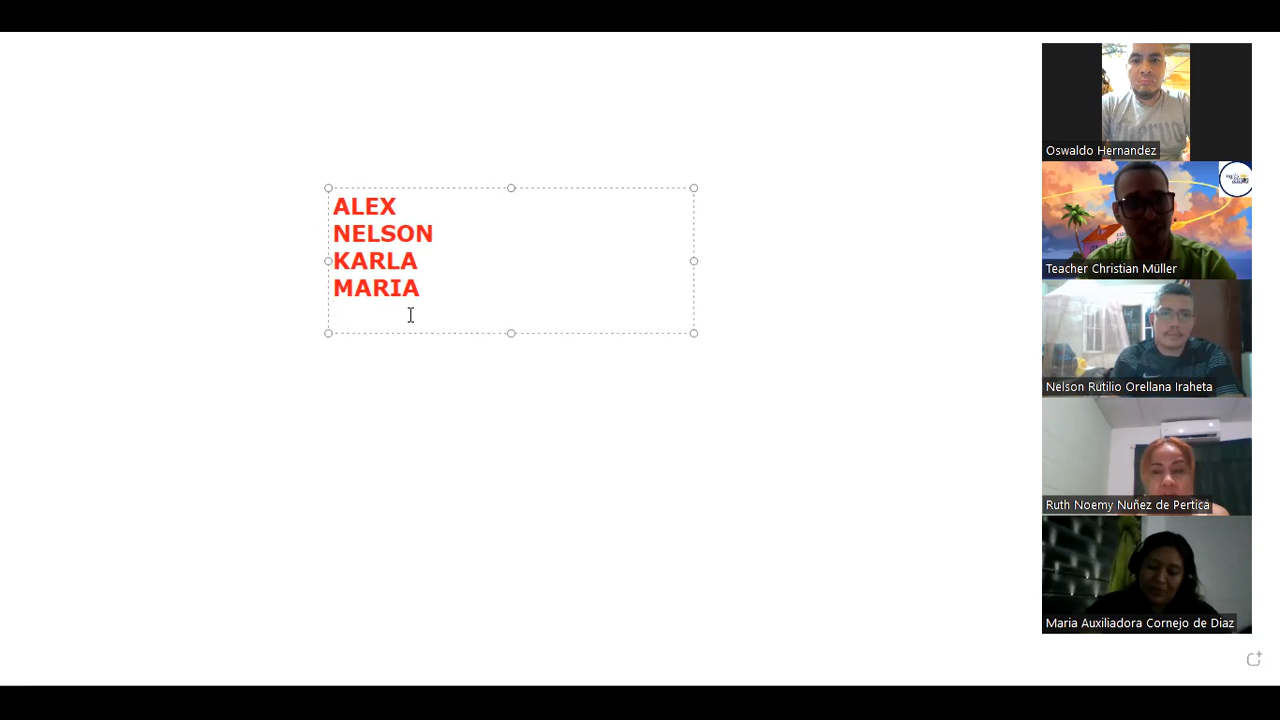 ALEX
NELSON
KARLA
MARIA
Oswaldo Hernandez
Teacher Christian Müller
Nelson Rutilio Orellana Iraheta
Ruth Noemy Nuñez de Pertica
Maria Auxiliadora Cornejo de Diaz